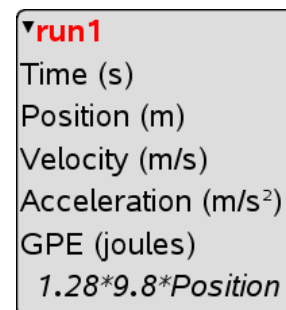 run1
Time (s)
Position (m)
Velocity (m/s)
Acceleration (m/s²)
GPE (joules)
1.28*9.8*Position